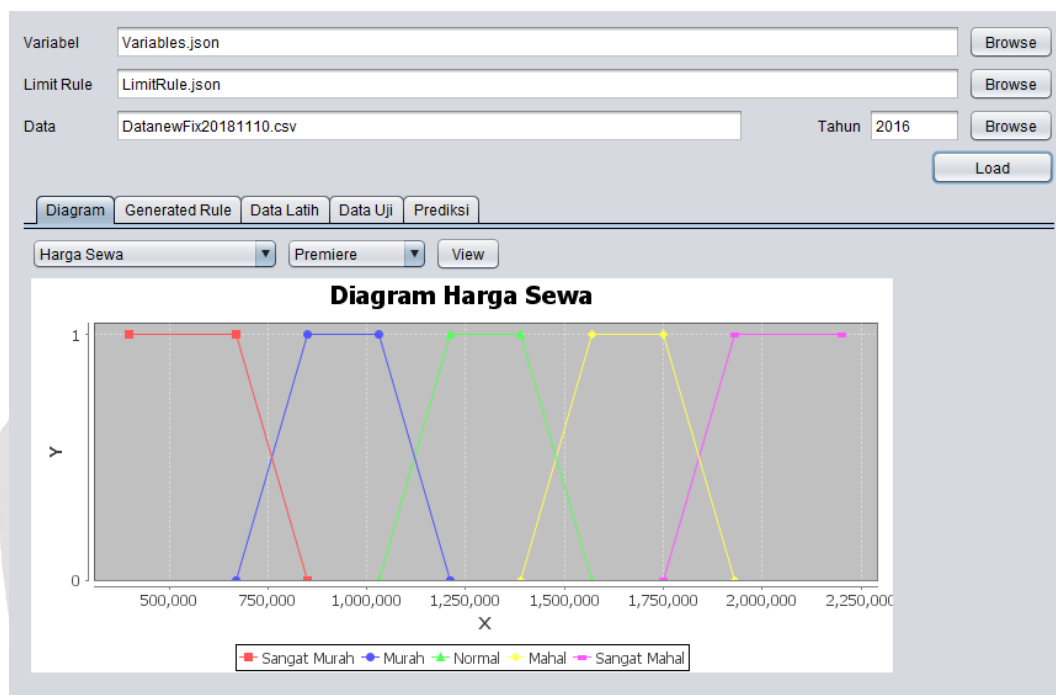 Variabel Variables.json Browse
Limit Rule LimitRule.json Browse
Data DatanewFix20181110.csv Tahun 2016 Browse
Load
Diagram Generated Rule Data Latih Data Uji Prediksi
Harga Sewa Premiere View
Diagram Harga Sewa
1
Y
0
500,000 750,000 1,000,000 1,250,000 1,500,000 1,750,000 2,000,000 2,250,000
X
Sangat Murah Murah Normal Mahal Sangat Mahal